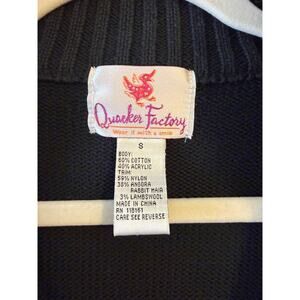 Quacker Factory
Wear it with a smile
S
BODY:
60% COTTON
40% ACRYLIC
TRIM:
59% NYLON
38% ANGORA
RABBIT HAIR
3% LAMBSWOOL
MADE IN CHINA
RN 118161
CARE SEE REVERSE